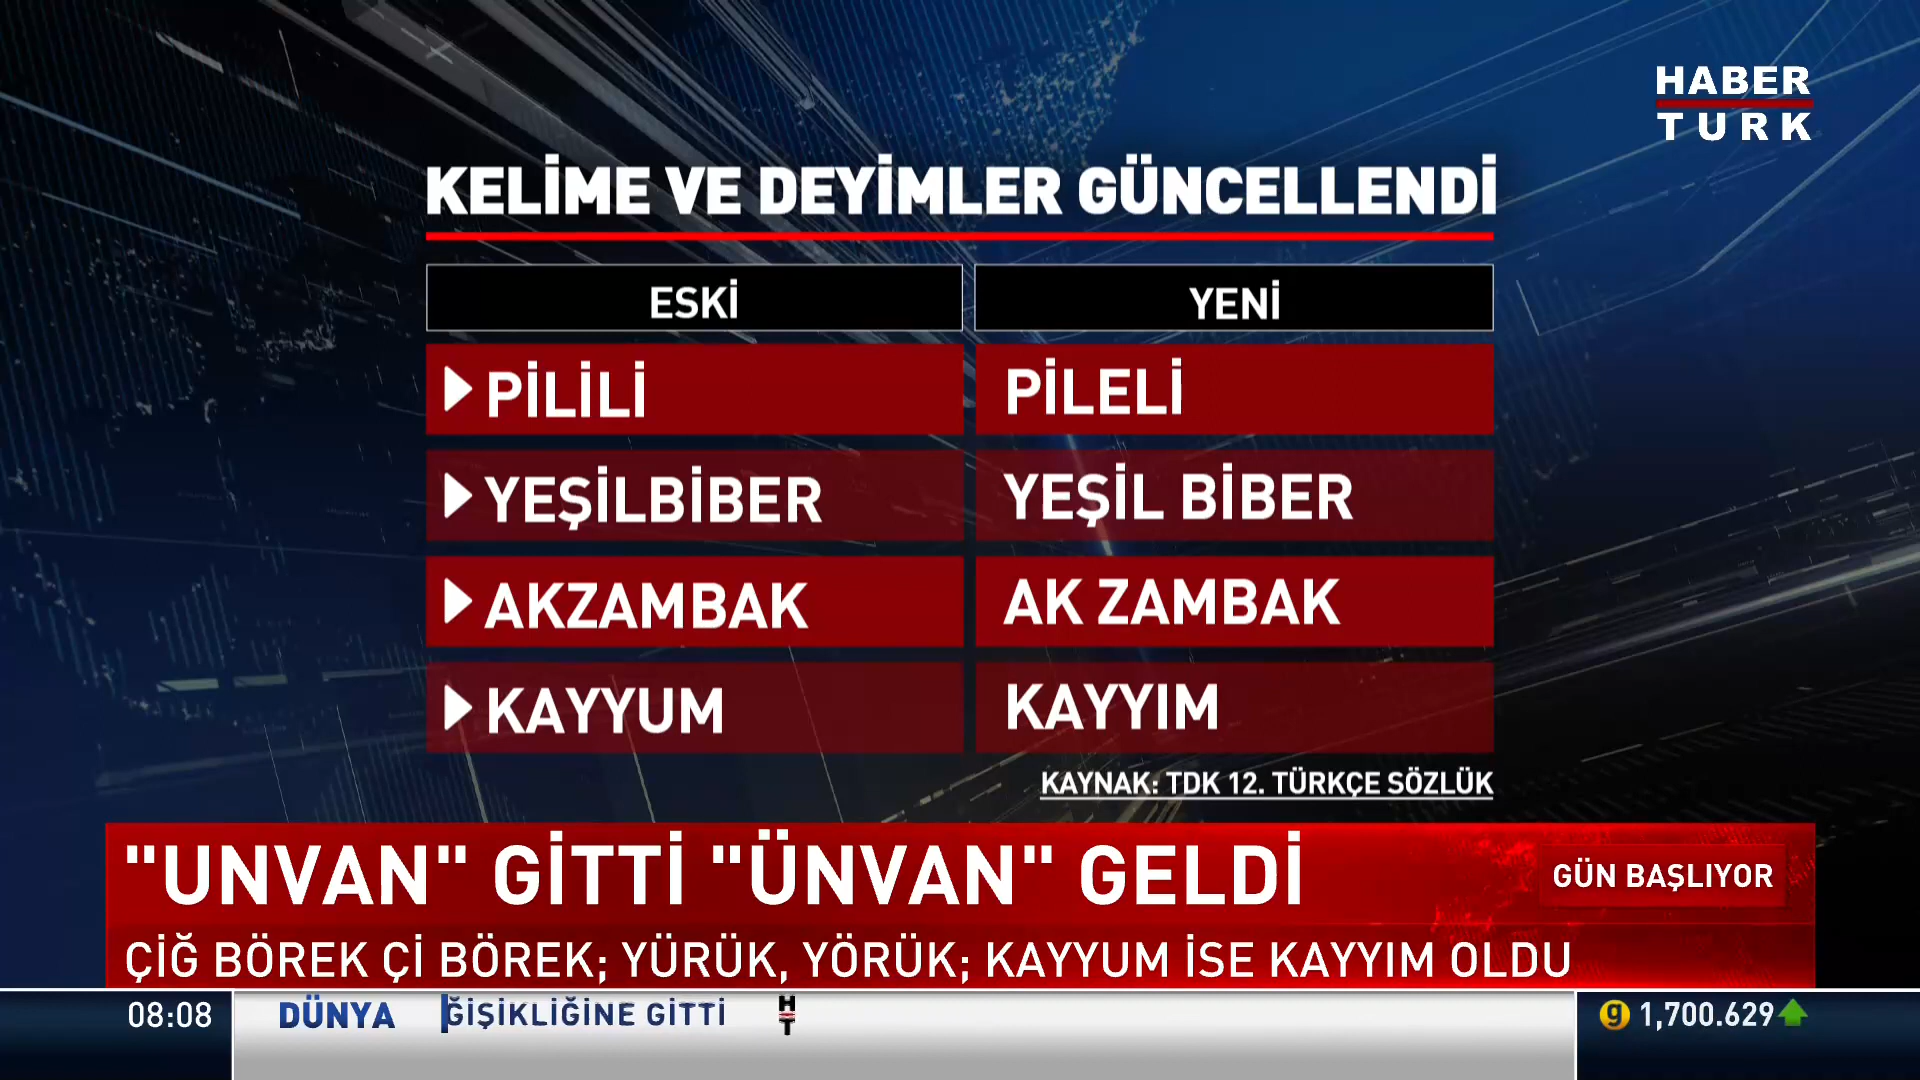 HABER
TURK
KELİME VE DEYİMLER GÜNCELLENDİ
ESKİ YENİ
PİLİLİ PİLELİ
YEŞİLBİBER YEŞİL BİBER
AKZAMBAK AK ZAMBAK
KAYYUM KAYYIM
KAYNAK: TDK 12. TÜRKÇE SÖZLÜK
"UNVAN" GİTTİ "ÜNVAN" GELDİ
GÜN BAŞLIYOR
ÇİĞ BÖREK Çİ BÖREK; YÜRÜK, YÖRÜK; KAYYUM İSE KAYYIM OLDU
08:08 DÜNYA ĞİŞİKLİĞİNE GİTTİ HT g 1,700.629